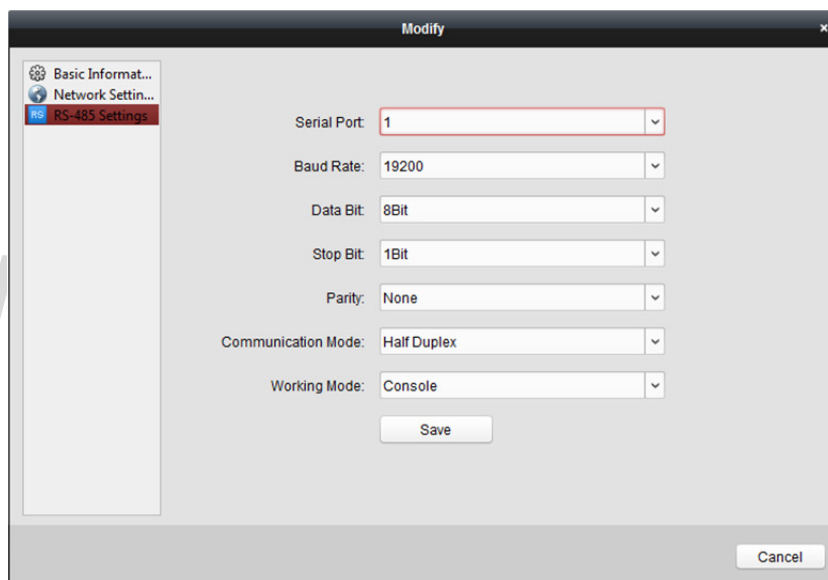 Modify
×
Basic Informat...
Network Settin...
RS RS-485 Settings
Serial Port: 1
Baud Rate: 19200
Data Bit: 8Bit
Stop Bit: 1Bit
Parity: None
Communication Mode: Half Duplex
Working Mode: Console
Save
Cancel